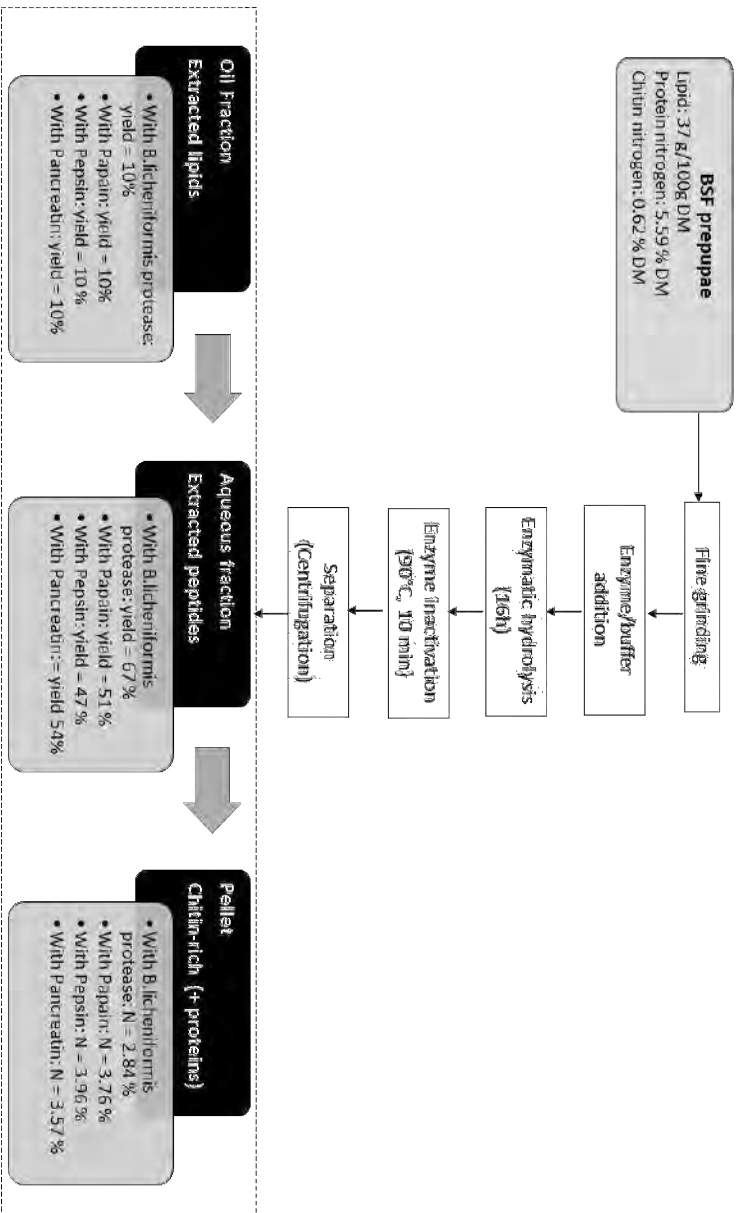 BSF prepupae
Lipid: 37 g/100g DM
Protein nitrogen: 5.59 % DM
Chitin nitrogen: 0.62 % DM
Fine grinding
Enzyme/buffer
addition
Enzymatic hydrolysis
(16h)
Enzyme inactivation
(90°C, 10 min)
Separation
(Centrifugation)
Oil Fraction
Extracted lipids
• With B.licheniformis protease:
yield = 10%
• With Papain: yield = 10%
• With Pepsin: yield = 10 %
• With Pancreatin: yield = 10%
Aqueous fraction
Extracted peptides
• With B.licheniformis
protease: yield = 67 %
• With Papain: yield = 51 %
• With Pepsin: yield = 47 %
• With Pancreatin: = yield 54%
Pellet
Chitin-rich (+ proteins)
• With B.licheniformis
protease: N = 2.84 %
• With Papain: N = 3.76 %
• With Pepsin: N = 3.96 %
• With Pancreatin: N = 3.57 %